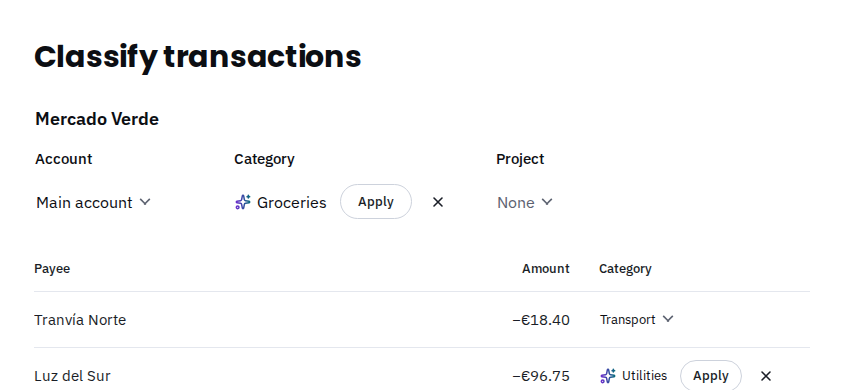 Classify transactions
Mercado Verde
Account Category Project
Main account Groceries Apply None
Payee Amount Category
Tranvía Norte −€18.40 Transport
Luz del Sur −€96.75 Utilities Apply